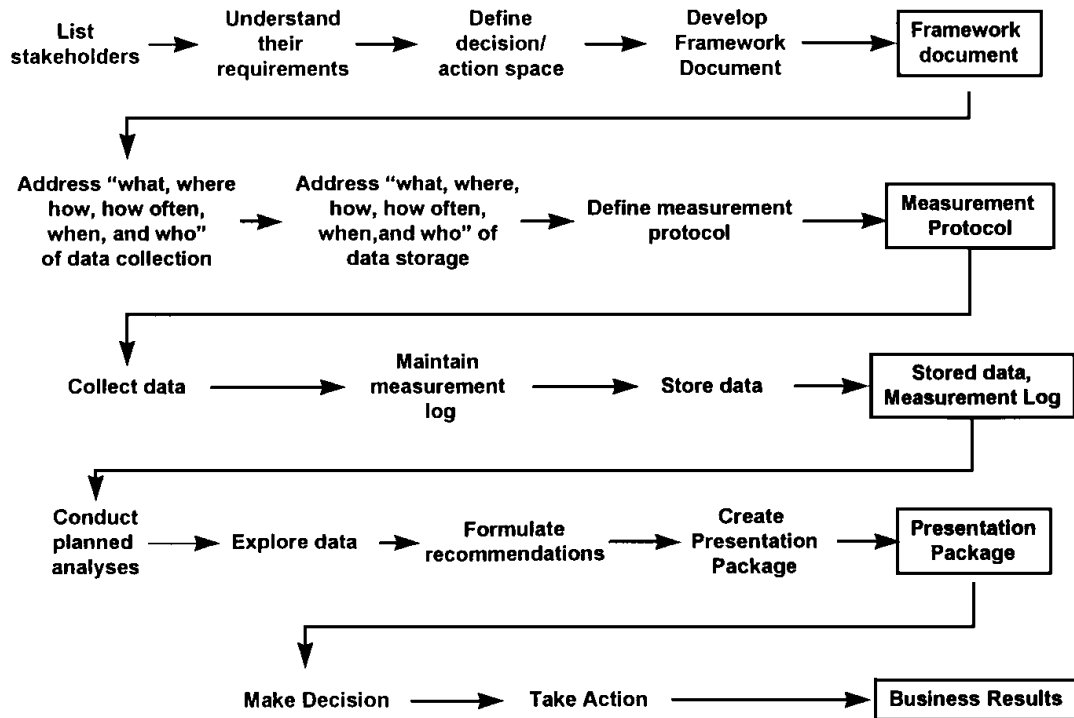 List
stakeholders
Understand
their
requirements
Define
decision/
action space
Develop
Framework
Document
Framework
document
Address “what, where
how, how often,
when, and who”
of data collection
Address “what, where,
how, how often,
when,and who” of
data storage
Define measurement
protocol
Measurement
Protocol
Collect data
Maintain
measurement
log
Store data
Stored data,
Measurement Log
Conduct
planned
analyses
Explore data
Formulate
recommendations
Create
Presentation
Package
Presentation
Package
Make Decision
Take Action
Business Results